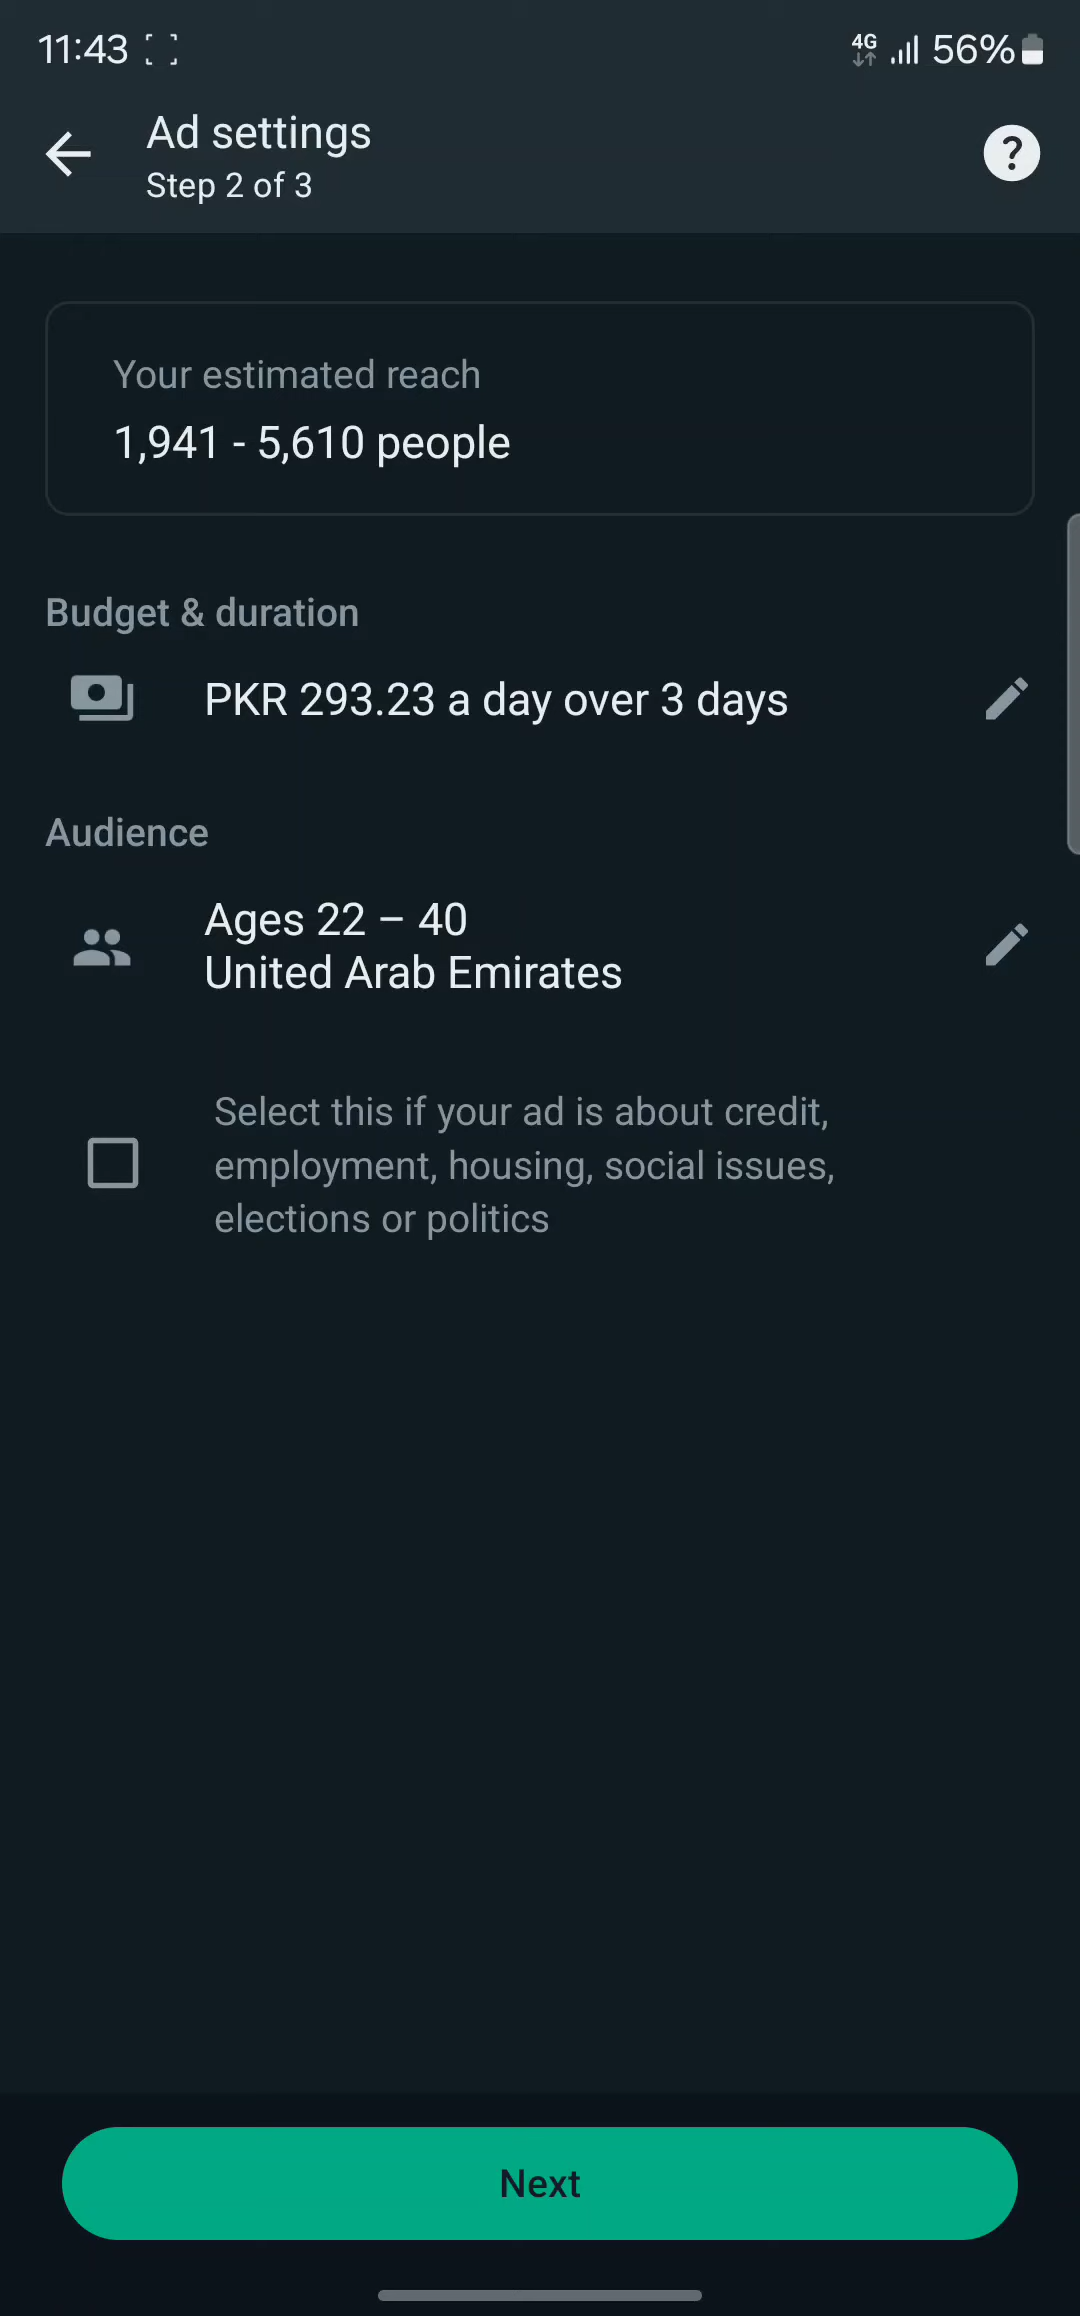 11:43
4G 56%
Ad settings
Step 2 of 3
?
Your estimated reach
1,941 - 5,610 people
Budget & duration
PKR 293.23 a day over 3 days
Audience
Ages 22 – 40
United Arab Emirates
Select this if your ad is about credit,
employment, housing, social issues,
elections or politics
Next